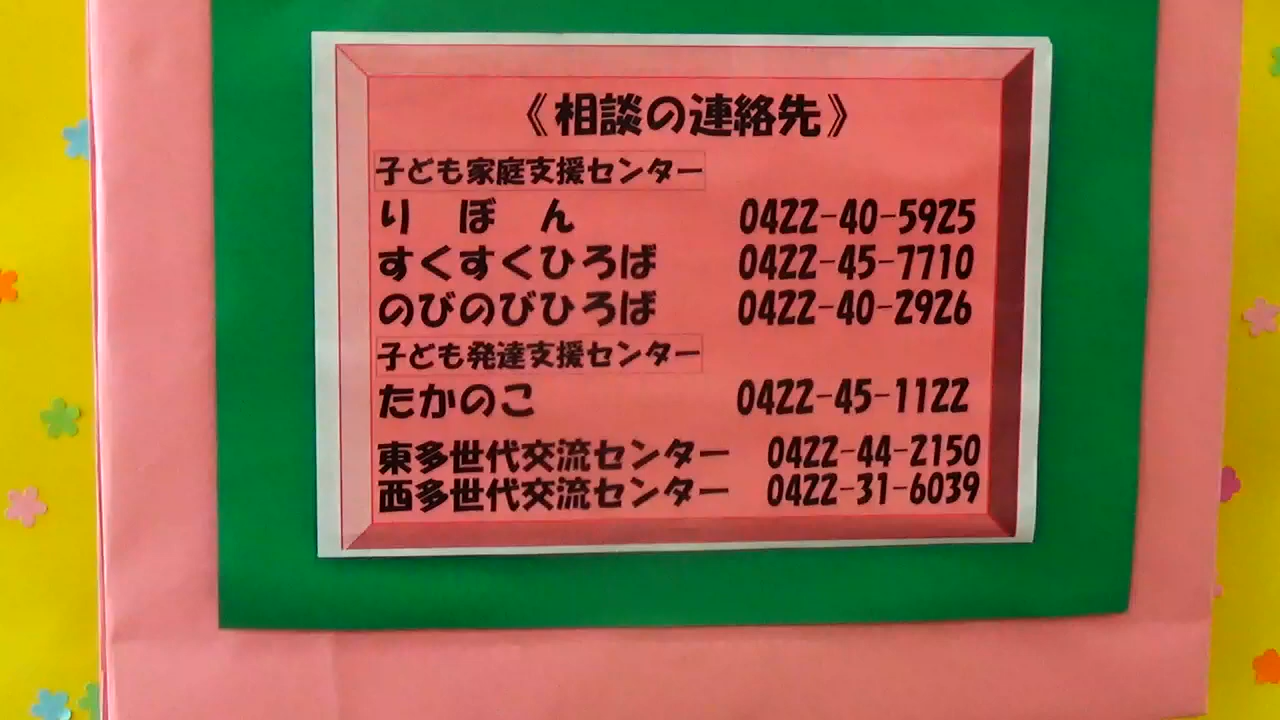 《相談の連絡先》
子ども家庭支援センター
りぼん 0422-40-5925
すくすくひろば 0422-45-7710
のびのびひろば 0422-40-2926
子ども発達支援センター
たかのこ 0422-45-1122
東多世代交流センター 0422-44-2150
西多世代交流センター 0422-31-6039